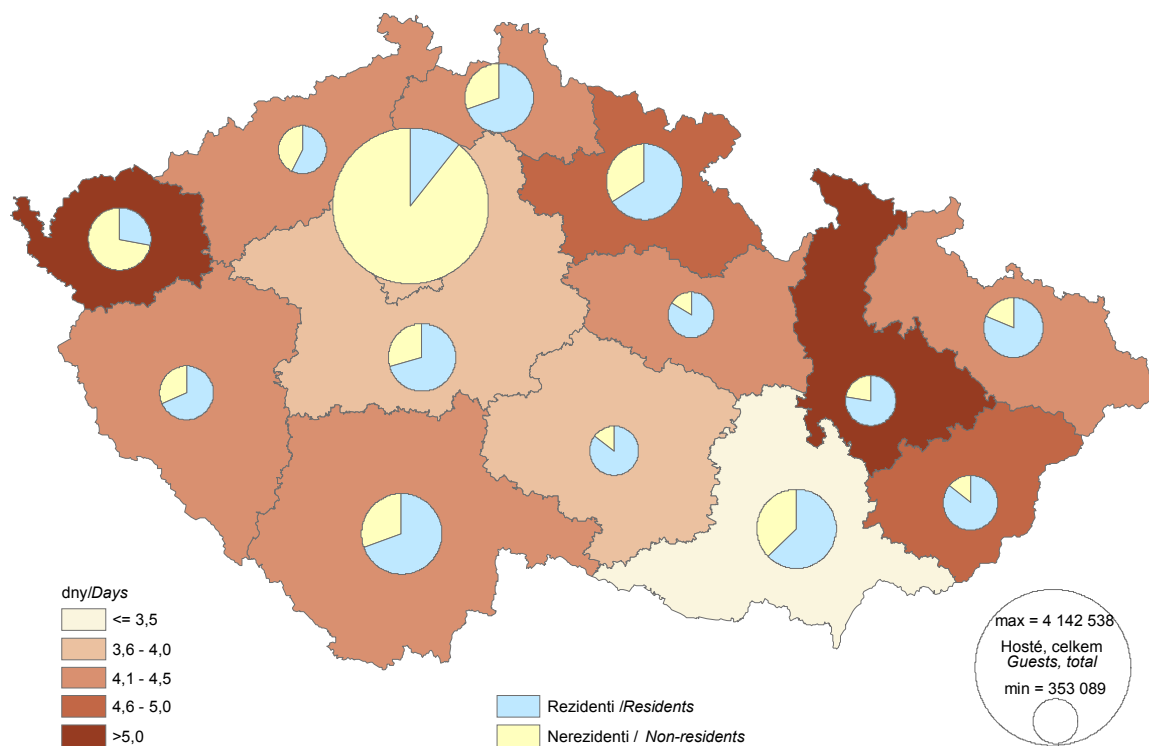 dny/Days
<= 3,5
3,6 - 4,0
4,1 - 4,5
4,6 - 5,0
>5,0
Rezidenti /Residents
Nerezidenti / Non-residents
max = 4 142 538
Hosté, celkem
Guests, total
min = 353 089